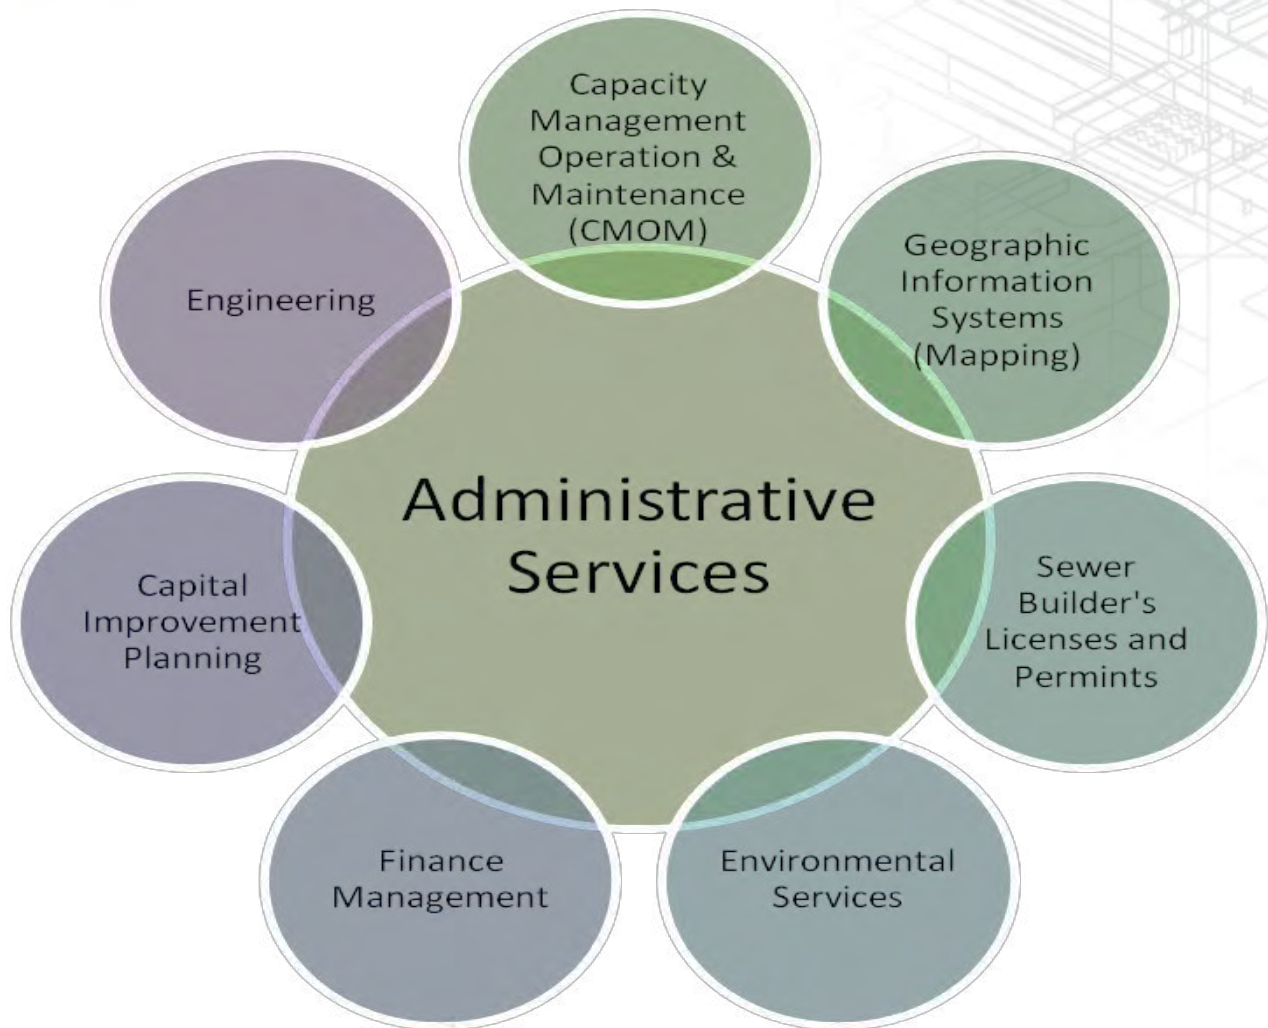 Capacity
Management
Operation &
Maintenance
(CMOM)
Geographic
Information
Systems
(Mapping)
Engineering
Administrative
Services
Sewer
Builder's
Licenses and
Permints
Capital
Improvement
Planning
Environmental
Services
Finance
Management